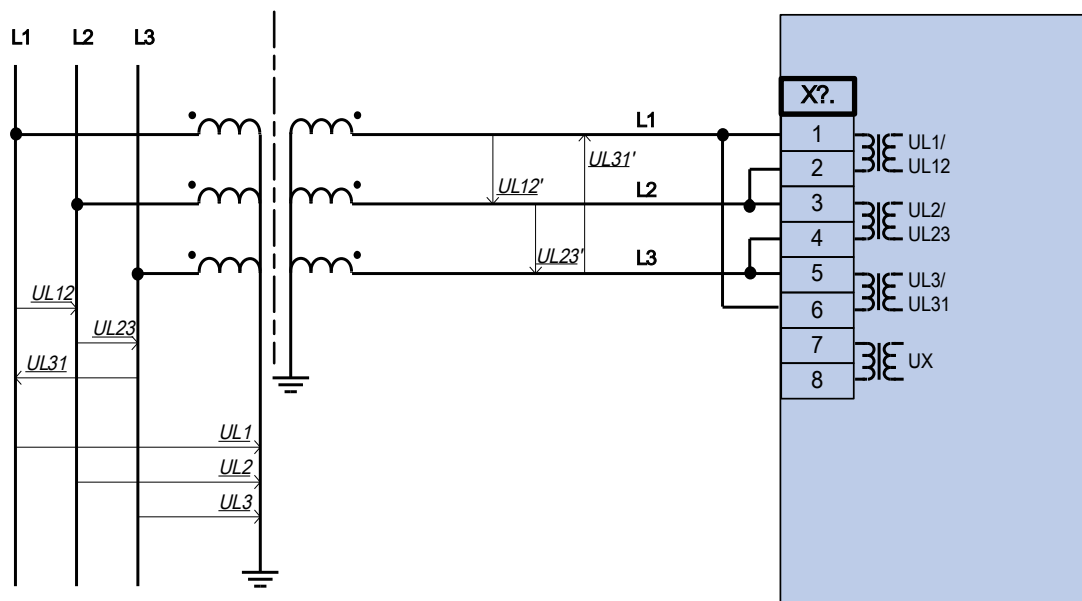 L1 L2 L3
X?.
L1
1
UL1/
UL12
UL31'
2
UL12'
L2
3
UL2/
UL23
4
UL23'
L3
5
UL3/
UL31
6
UL12
UL23
UL31
7
UX
8
UL1
UL2
UL3